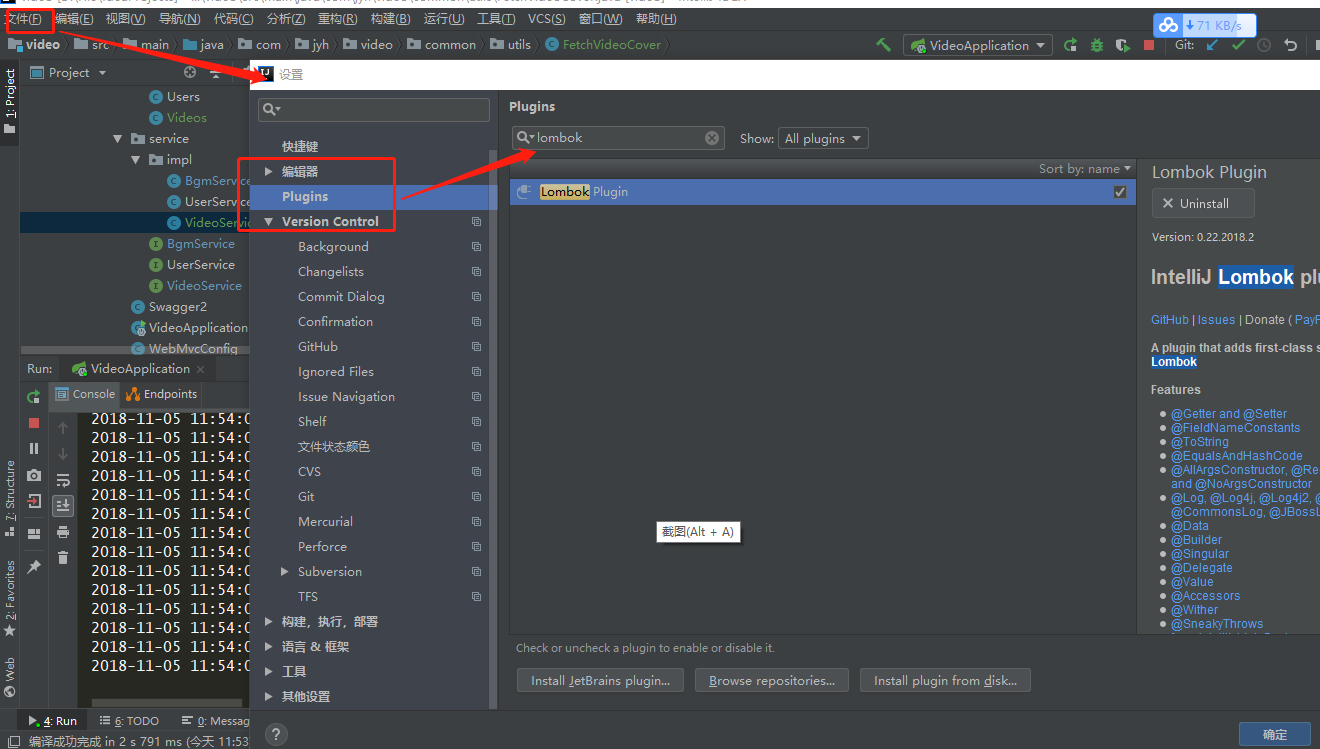 文件(F) 编辑(E) 视图(V) 导航(N) 代码(C) 分析(Z) 重构(R) 构建(B) 运行(U) 工具(T) VCS(S) 窗口(W) 帮助(H)
71 KB/s
video src main java com jyh video common utils FetchVideoCover VideoApplication Git:
1: Project
Project
设置
Users
Videos
service
impl
BgmService
UserService
VideoServic
BgmService
UserService
VideoService
Swagger2
VideoApplication
WebMvcConfig
快捷键
编辑器
Plugins
Version Control
Background
Changelists
Commit Dialog
Confirmation
GitHub
Ignored Files
Issue Navigation
Shelf
文件状态颜色
CVS
Git
Mercurial
Perforce
Subversion
TFS
构建，执行，部署
语言 & 框架
工具
其他设置
Plugins
lombok Show: All plugins
Sort by: name
Lombok Plugin
Lombok Plugin
Uninstall
Version: 0.22.2018.2
IntelliJ Lombok plu
GitHub | Issues | Donate ( PayP
A plugin that adds first-class s
Lombok
Features
@Getter and @Setter
@FieldNameConstants
@ToString
@EqualsAndHashCode
@AllArgsConstructor, @Re
and @NoArgsConstructor
@Log, @Log4j, @Log4j2, @
@CommonsLog, @JBossL
@Data
@Builder
@Singular
@Delegate
@Value
@Accessors
@Wither
@SneakyThrows
截图(Alt + A)
Check or uncheck a plugin to enable or disable it.
Install JetBrains plugin... Browse repositories... Install plugin from disk...
确定
?
Run: VideoApplication
Console Endpoints
2018-11-05 11:54:0
2018-11-05 11:54:0
2018-11-05 11:54:0
2018-11-05 11:54:0
2018-11-05 11:54:0
2018-11-05 11:54:0
2018-11-05 11:54:0
2018-11-05 11:54:0
2018-11-05 11:54:0
2018-11-05 11:54:0
2018-11-05 11:54:0
2018-11-05 11:54:0
2018-11-05 11:54:0
2018-11-05 11:54:0
7: Structure
2: Favorites
Web
4: Run 6: TODO 0: Messag
编译成功完成 in 2 s 791 ms (今天 11:53